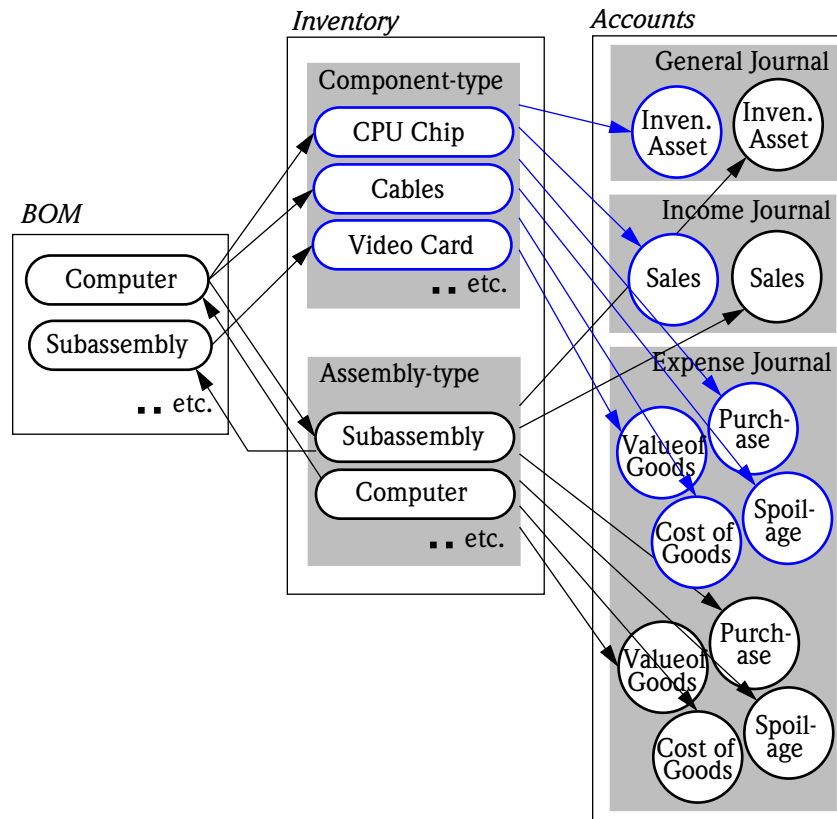 Inventory
Accounts
General Journal
Component-type
Inven.
Asset
Inven.
Asset
CPU Chip
Cables
Income Journal
BOM
Video Card
Sales
Sales
Computer
▪▪ etc.
Subassembly
Assembly-type
Expense Journal
▪▪ etc.
Purch-
ase
Subassembly
Valueof
Goods
Computer
Spoil-
age
Cost of
Goods
▪▪ etc.
Purch-
ase
Valueof
Goods
Spoil-
age
Cost of
Goods